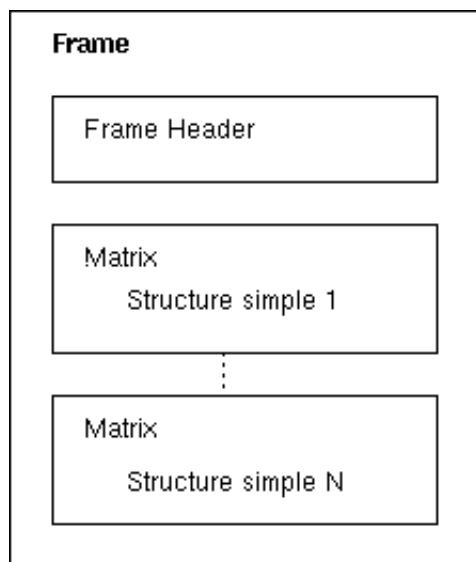 Frame
Frame Header
Matrix
Structure simple 1
Matrix
Structure simple N